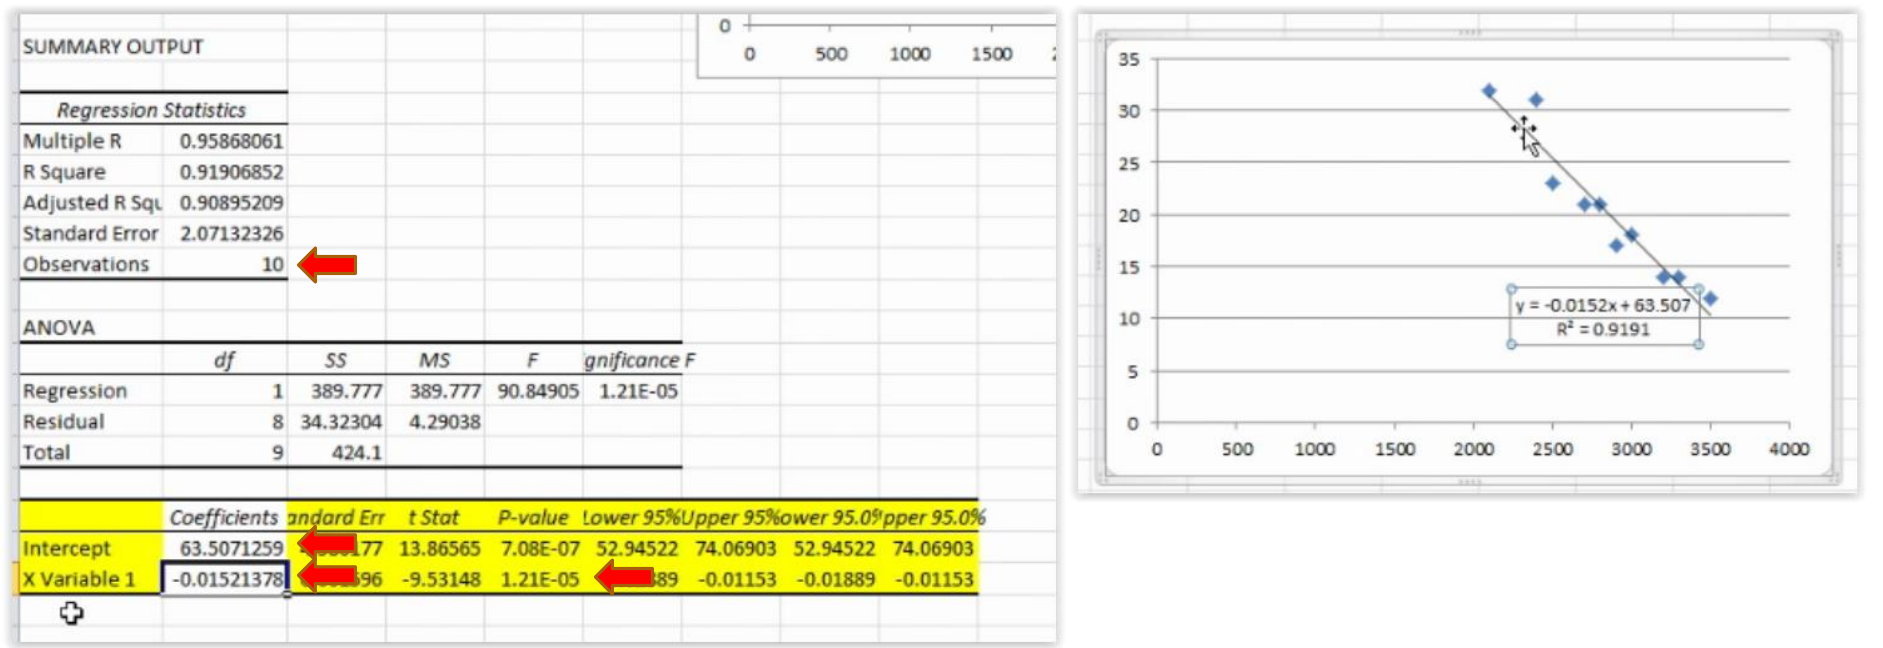 SUMMARY OUTPUT
Regression Statistics
Multiple R 0.95868061
R Square 0.91906852
Adjusted R Squ 0.90895209
Standard Error 2.07132326
Observations 10
ANOVA
df SS MS F gnificance F
Regression 1 389.777 389.777 90.84905 1.21E-05
Residual 8 34.32304 4.29038
Total 9 424.1
Coefficients andard Err t Stat P-value Lower 95% Upper 95% ower 95.0% pper 95.0%
Intercept 63.5071259 177 13.86565 7.08E-07 52.94522 74.06903 52.94522 74.06903
X Variable 1 -0.01521378 596 -9.53148 1.21E-05 889 -0.01153 -0.01889 -0.01153
0
0 500 1000 1500
35
30
25
20
15
10
5
0
y = -0.0152x + 63.507
R² = 0.9191
0 500 1000 1500 2000 2500 3000 3500 4000